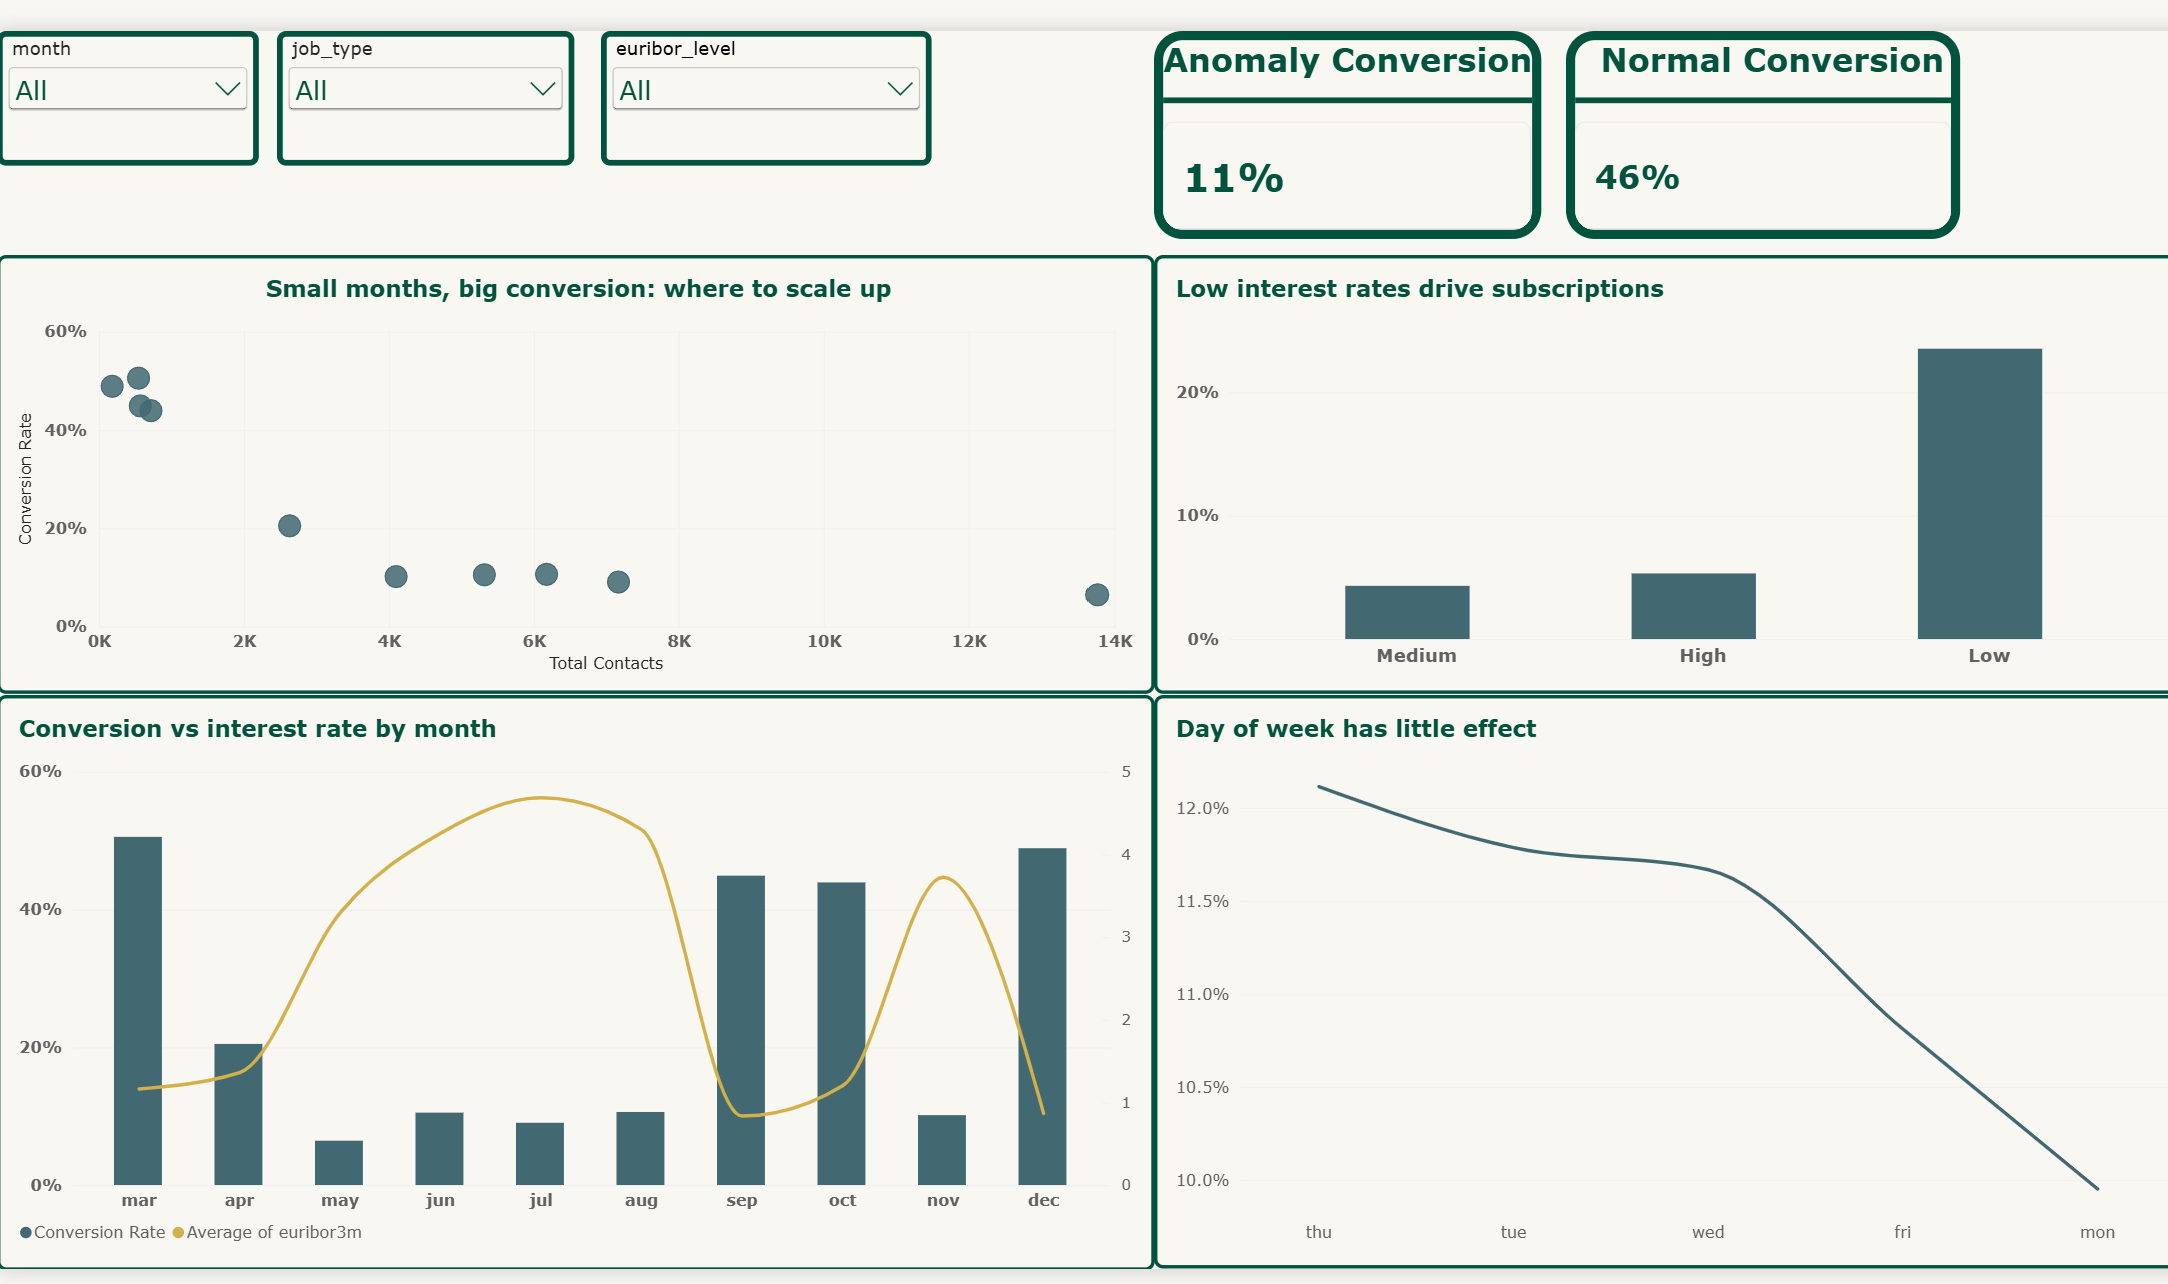 month
All
job_type
All
euribor_level
All
Anomaly Conversion
11%
Normal Conversion
46%
Small months, big conversion: where to scale up
60%
40%
20%
0%
Conversion Rate
0K 2K 4K 6K 8K 10K 12K 14K
Total Contacts
Low interest rates drive subscriptions
20%
10%
0%
Medium High Low
Conversion vs interest rate by month
60%
40%
20%
0%
5
4
3
2
1
0
mar apr may jun jul aug sep oct nov dec
Conversion Rate Average of euribor3m
Day of week has little effect
12.0%
11.5%
11.0%
10.5%
10.0%
thu tue wed fri mon